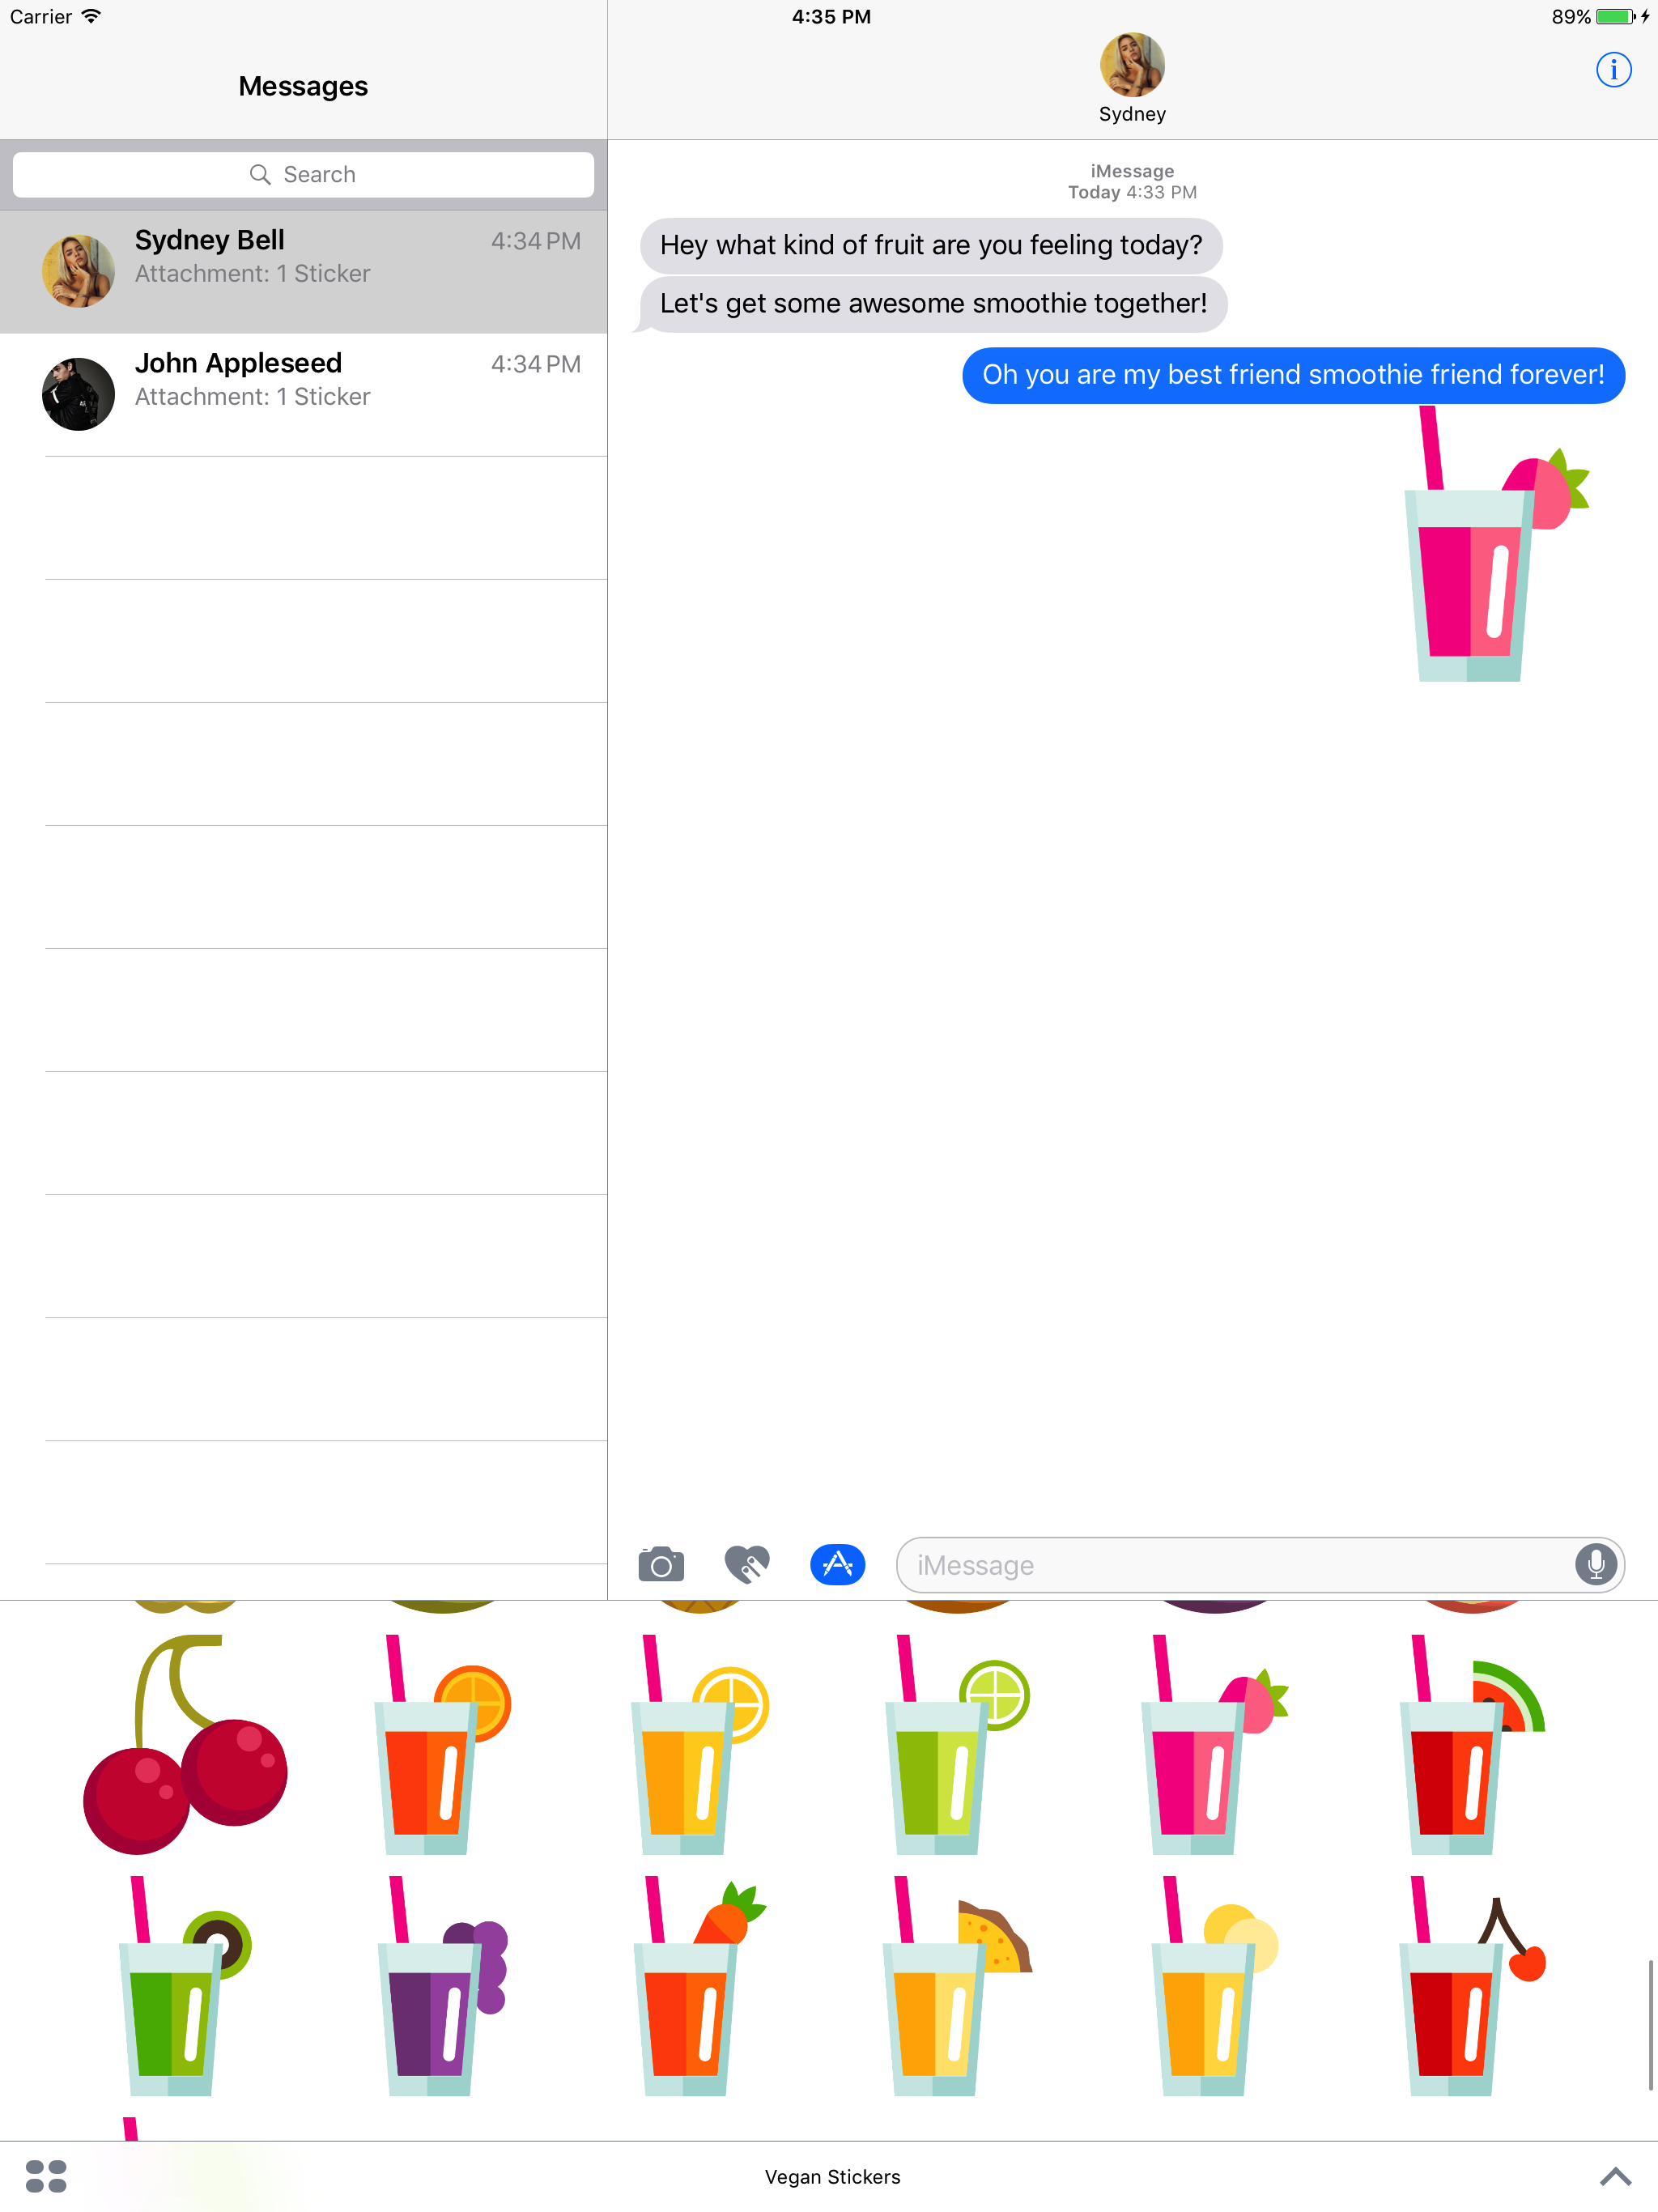 Carrier
4:35 PM
89%
Messages
Sydney
Search
Sydney Bell
4:34 PM
Attachment: 1 Sticker
John Appleseed
4:34 PM
Attachment: 1 Sticker
iMessage
Today 4:33 PM
Hey what kind of fruit are you feeling today?
Let's get some awesome smoothie together!
Oh you are my best friend smoothie friend forever!
iMessage
Vegan Stickers